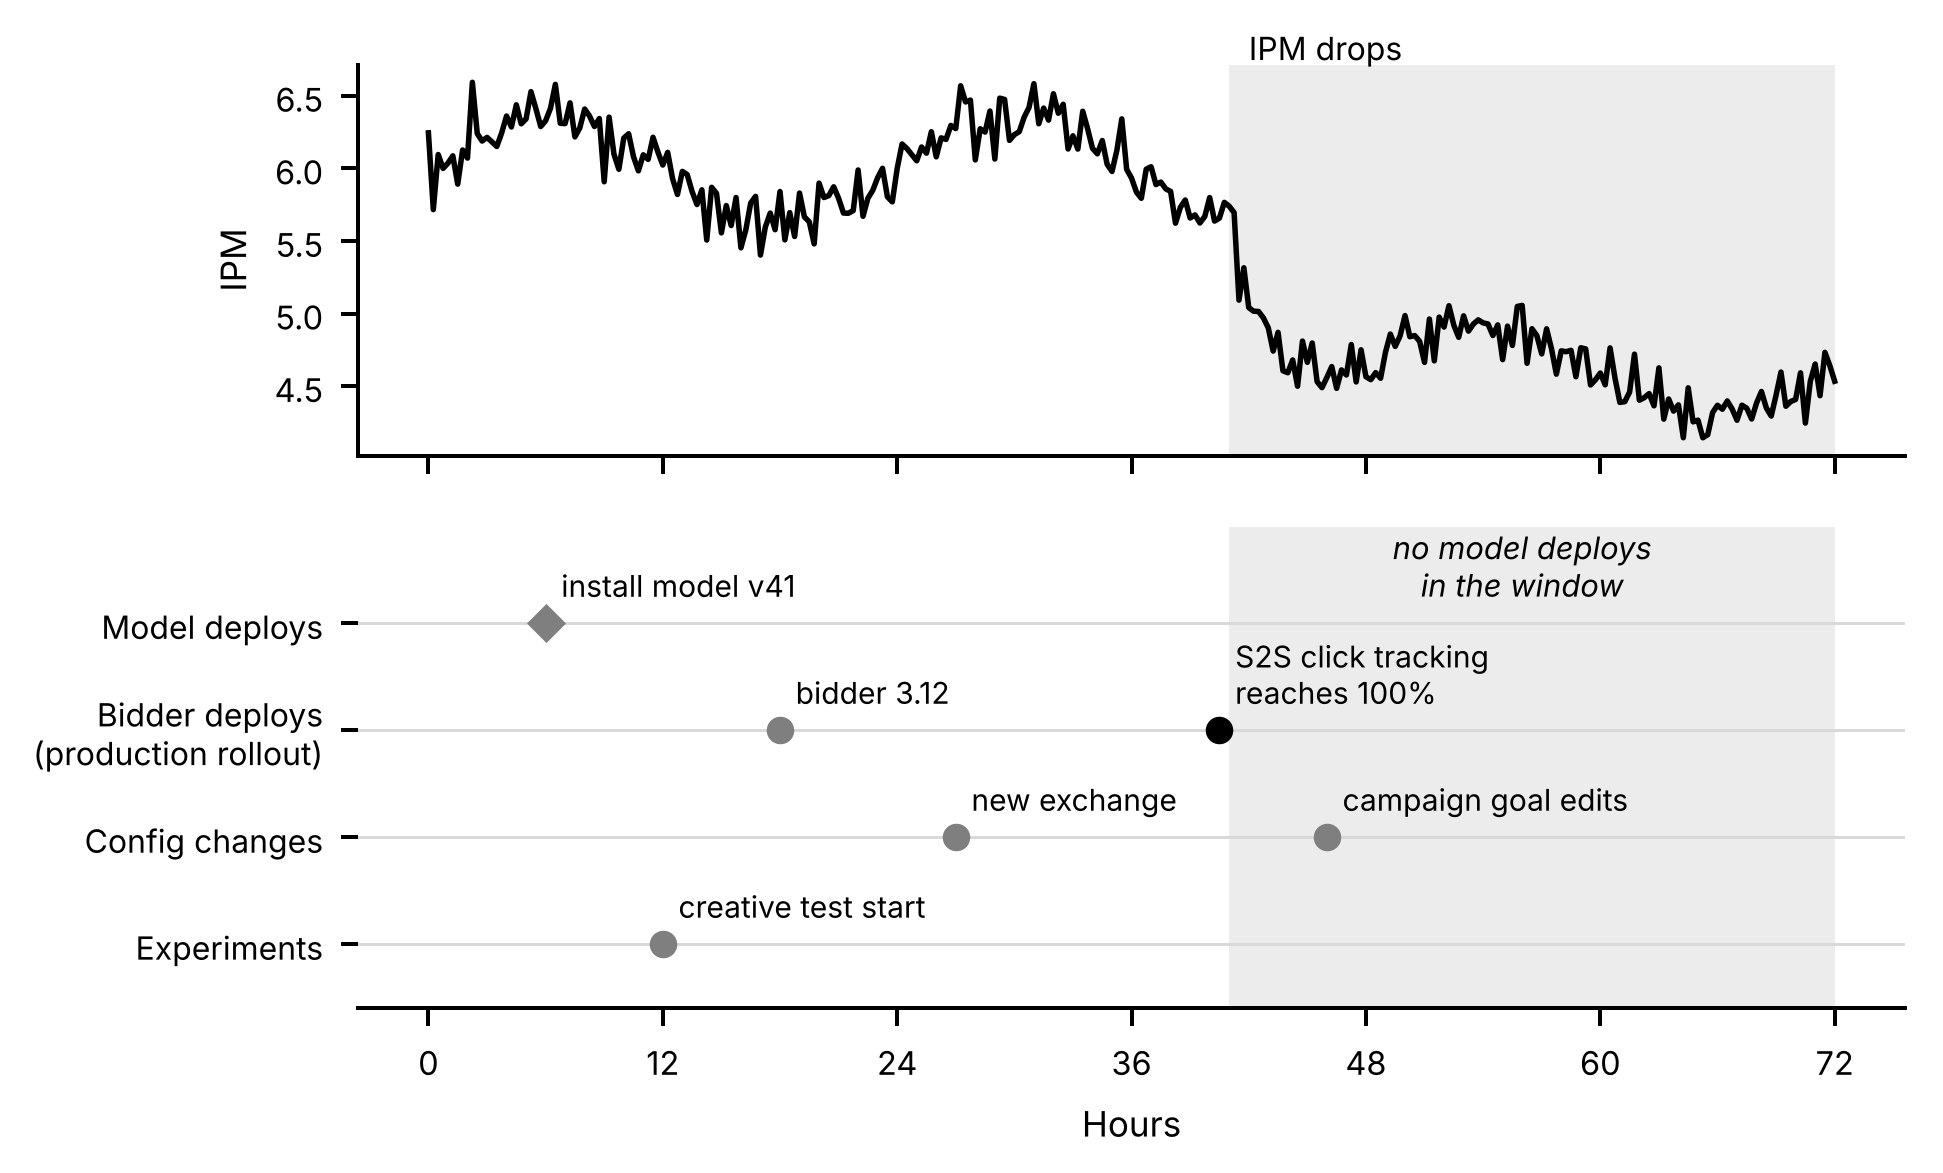 IPM drops
6.5
6.0
5.5
5.0
4.5
IPM
no model deploys
in the window
install model v41
Model deploys
S2S click tracking
reaches 100%
bidder 3.12
Bidder deploys
(production rollout)
new exchange
campaign goal edits
Config changes
creative test start
Experiments
0 12 24 36 48 60 72
Hours